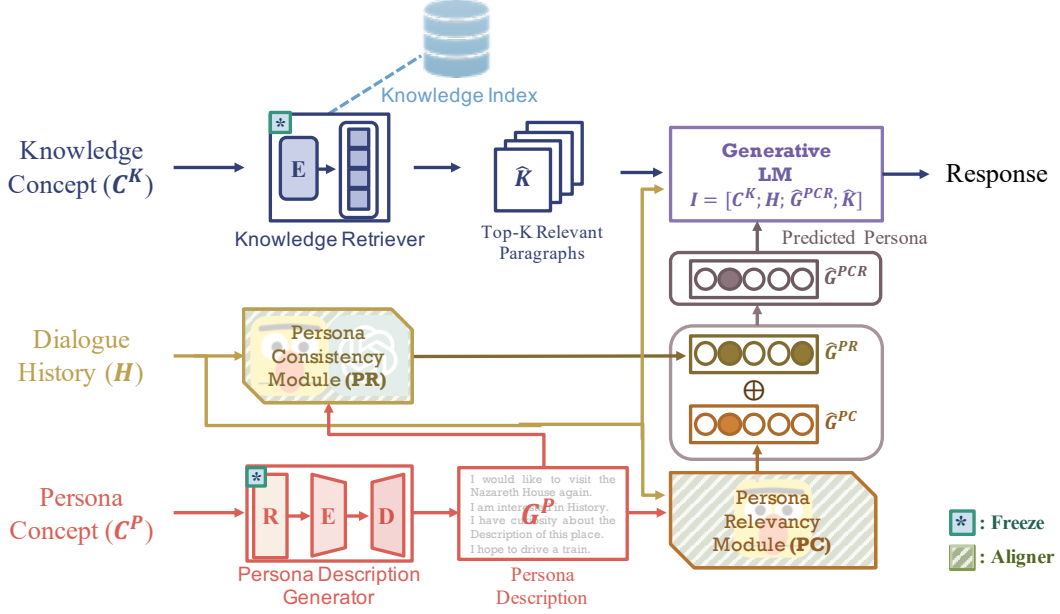 Knowledge Index
Knowledge
Concept (C^K)
*
E
Knowledge Retriever
K̂
Top-K Relevant
Paragraphs
Generative
LM
I = [C^K; H; Ĝ^PCR; K̂]
Response
Predicted Persona
Ĝ^PCR
Dialogue
History (H)
Persona
Consistency
Module (PR)
Ĝ^PR
⊕
Ĝ^PC
Persona
Concept (C^P)
*
R
E
D
Persona Description
Generator
I would like to visit the
Nazareth House again.
I am interested in History.
I have curiosity about the
Description of this place.
I hope to drive a train.
G^P
Persona
Description
Persona
Relevancy
Module (PC)
* : Freeze
: Aligner